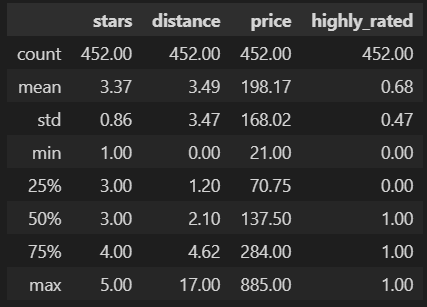 stars distance price highly_rated
count 452.00 452.00 452.00 452.00
mean 3.37 3.49 198.17 0.68
std 0.86 3.47 168.02 0.47
min 1.00 0.00 21.00 0.00
25% 3.00 1.20 70.75 0.00
50% 3.00 2.10 137.50 1.00
75% 4.00 4.62 284.00 1.00
max 5.00 17.00 885.00 1.00